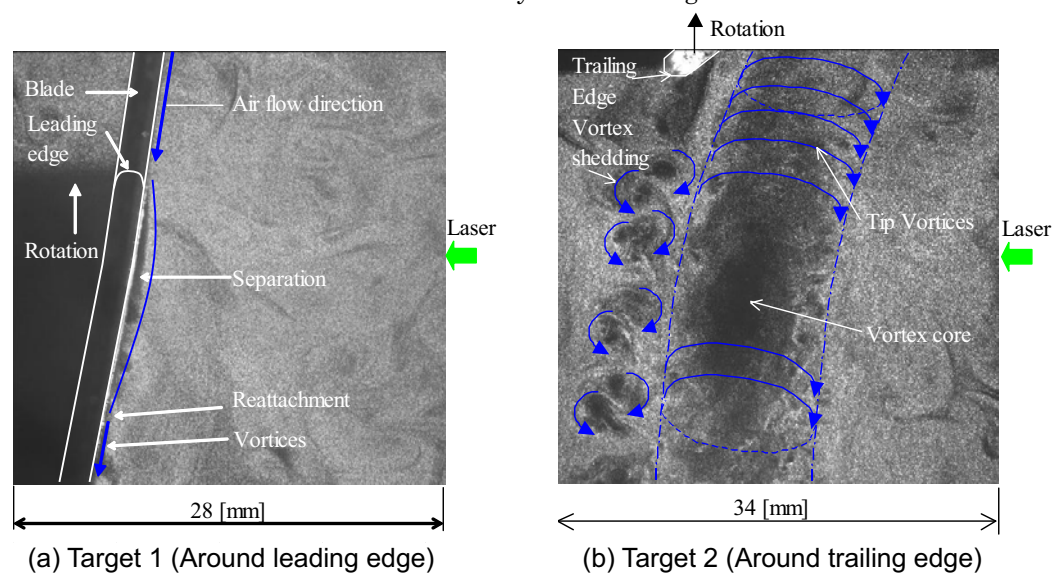 Rotation
Blade
Leading
edge
Air flow direction
Rotation
Separation
Reattachment
Vortices
Laser
28 [mm]
(a) Target 1 (Around leading edge)
Trailing
Edge
Vortex
shedding
Tip Vortices
Laser
Vortex core
34 [mm]
(b) Target 2 (Around trailing edge)